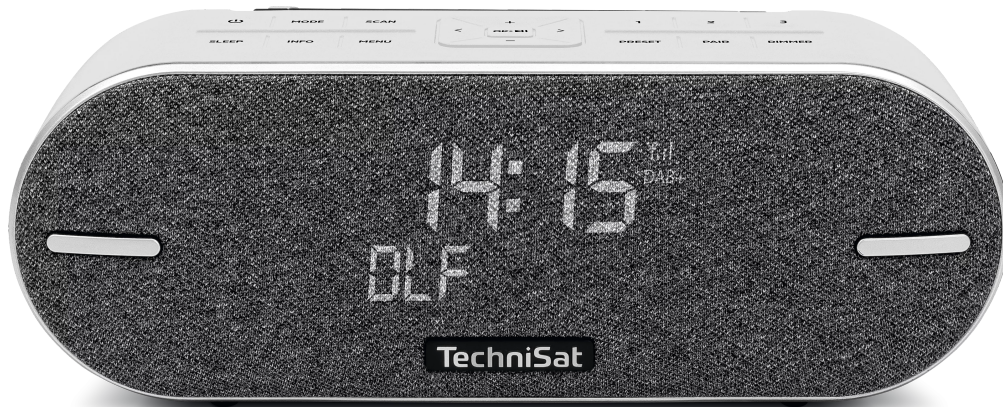 MODE SCAN
1 2 3
SLEEP INFO MENU
PRESET PAIR DIMMER
14:15
DAB+
DLF
TechniSat